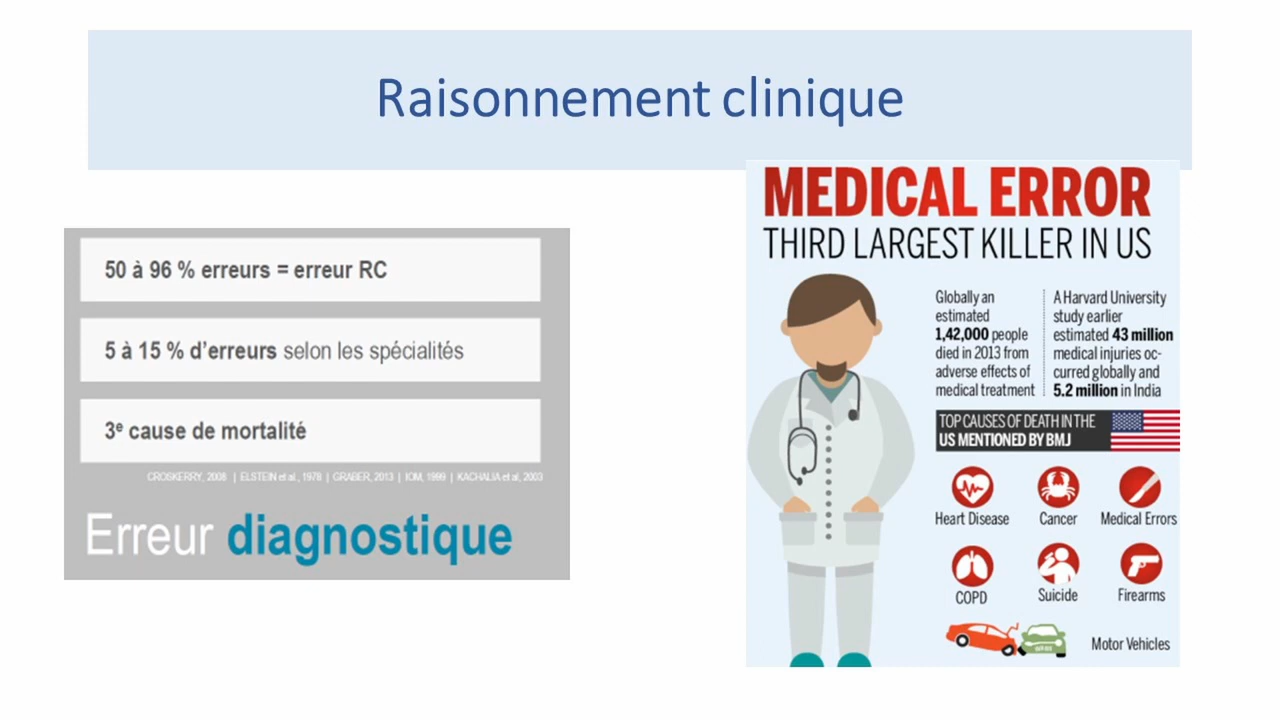 Raisonnement clinique
50 à 96 % erreurs = erreur RC
5 à 15 % d’erreurs selon les spécialités
3e cause de mortalité
CROSKERRY, 2008 | ELSTEIN et al., 1978 | GRABER, 2013 | IOM, 1999 | KACHALIA et al, 2003
Erreur diagnostique
MEDICAL ERROR
THIRD LARGEST KILLER IN US
Globally an
estimated
1,42,000 people
died in 2013 from
adverse effects of
medical treatment
A Harvard University
study earlier
estimated 43 million
medical injuries oc-
curred globally and
5.2 million in India
TOP CAUSES OF DEATH IN THE
US MENTIONED BY BMJ
Heart Disease
Cancer
Medical Errors
COPD
Suicide
Firearms
Motor Vehicles